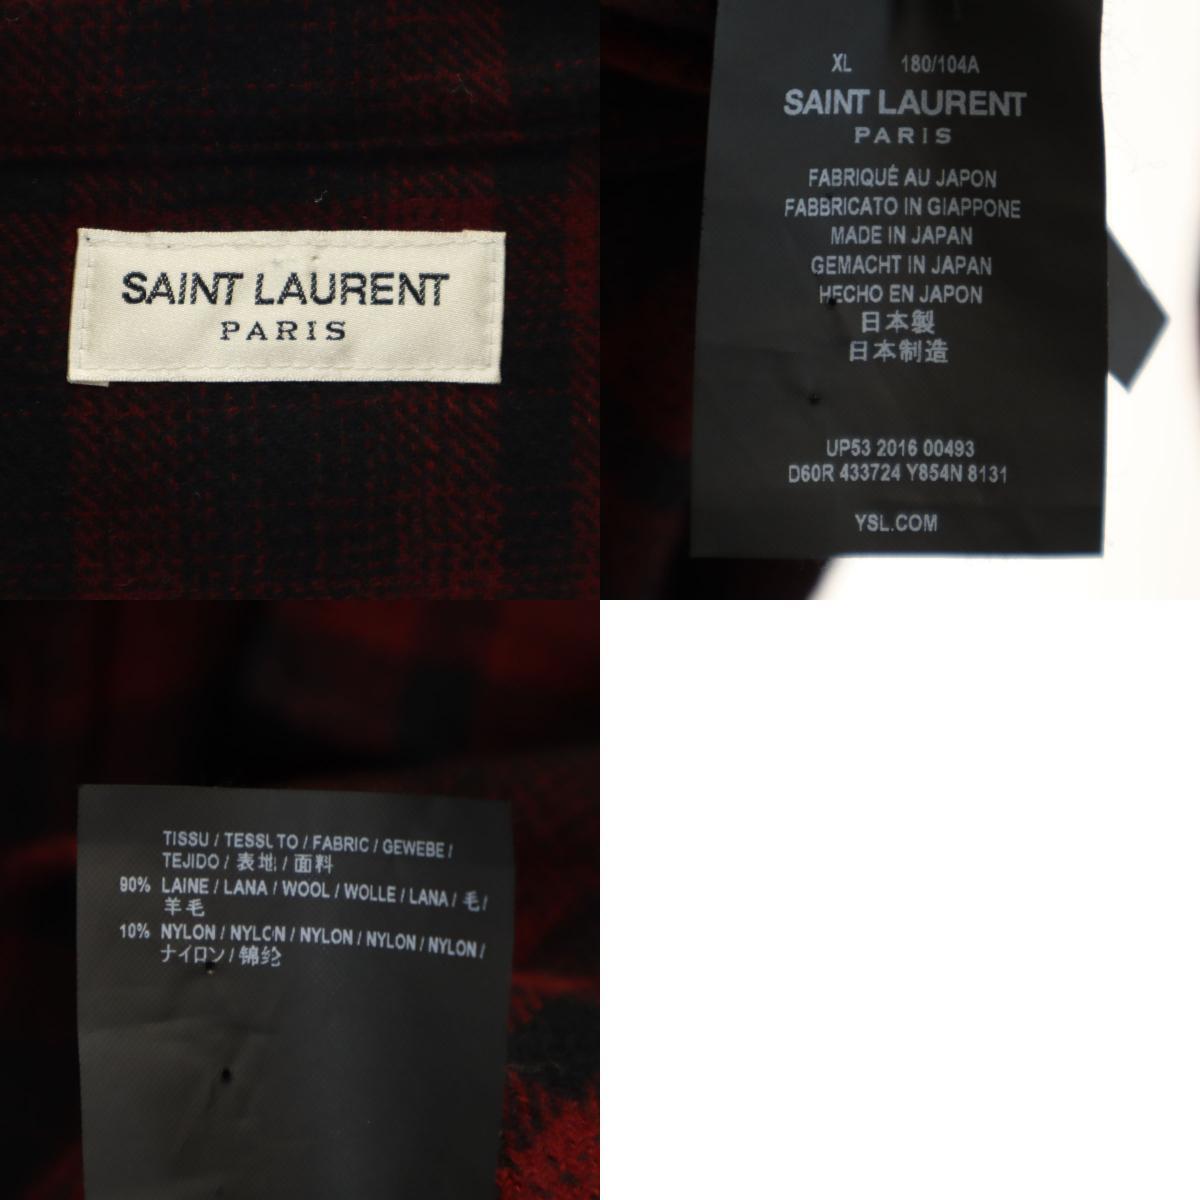 SAINT LAURENT
PARIS
XL 180/104A
SAINT LAURENT
PARIS
FABRIQUÉ AU JAPON
FABBRICATO IN GIAPPONE
MADE IN JAPAN
GEMACHT IN JAPAN
HECHO EN JAPON
日本製
日本制造
UP53 2016 00493
D60R 433724 Y854N 8131
YSL.COM
TISSU / TESSUTO / FABRIC / GEWEBE /
TEJIDO / 表地 / 面料
90% LAINE / LANA / WOOL / WOLLE / LANA / 毛 /
羊毛
10% NYLON / NYLON / NYLON / NYLON / NYLON /
ナイロン / 锦纶